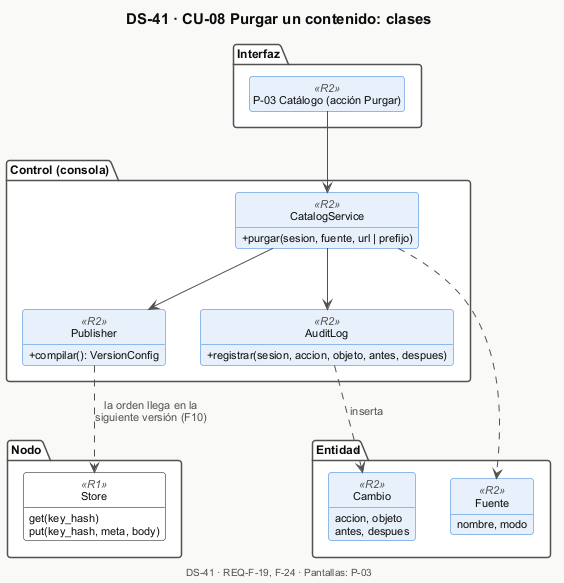 DS-41 · CU-08 Purgar un contenido: clases
Interfaz
«R2»
P-03 Catálogo (acción Purgar)
Control (consola)
«R2»
CatalogService
+purgar(sesion, fuente, url | prefijo)
«R2»
Publisher
+compilar(): VersionConfig
«R2»
AuditLog
+registrar(sesion, accion, objeto, antes, despues)
la orden llega en la
siguiente versión (F10)
inserta
Nodo
«R1»
Store
get(key_hash)
put(key_hash, meta, body)
Entidad
«R2»
Cambio
accion, objeto
antes, despues
«R2»
Fuente
nombre, modo
DS-41 · REQ-F-19, F-24 · Pantallas: P-03